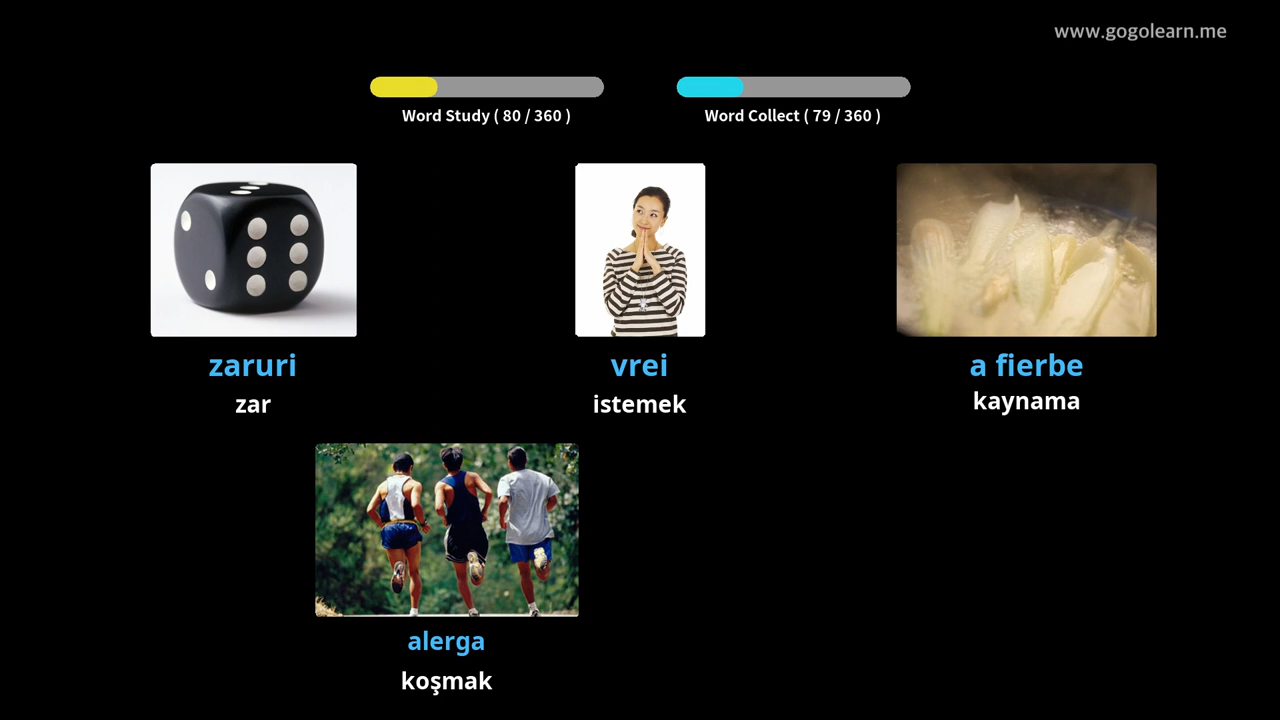 www.gogolearn.me
Word Study ( 80 / 360 )
Word Collect ( 79 / 360 )
zaruri
zar
vrei
istemek
a fierbe
kaynama
alerga
koşmak